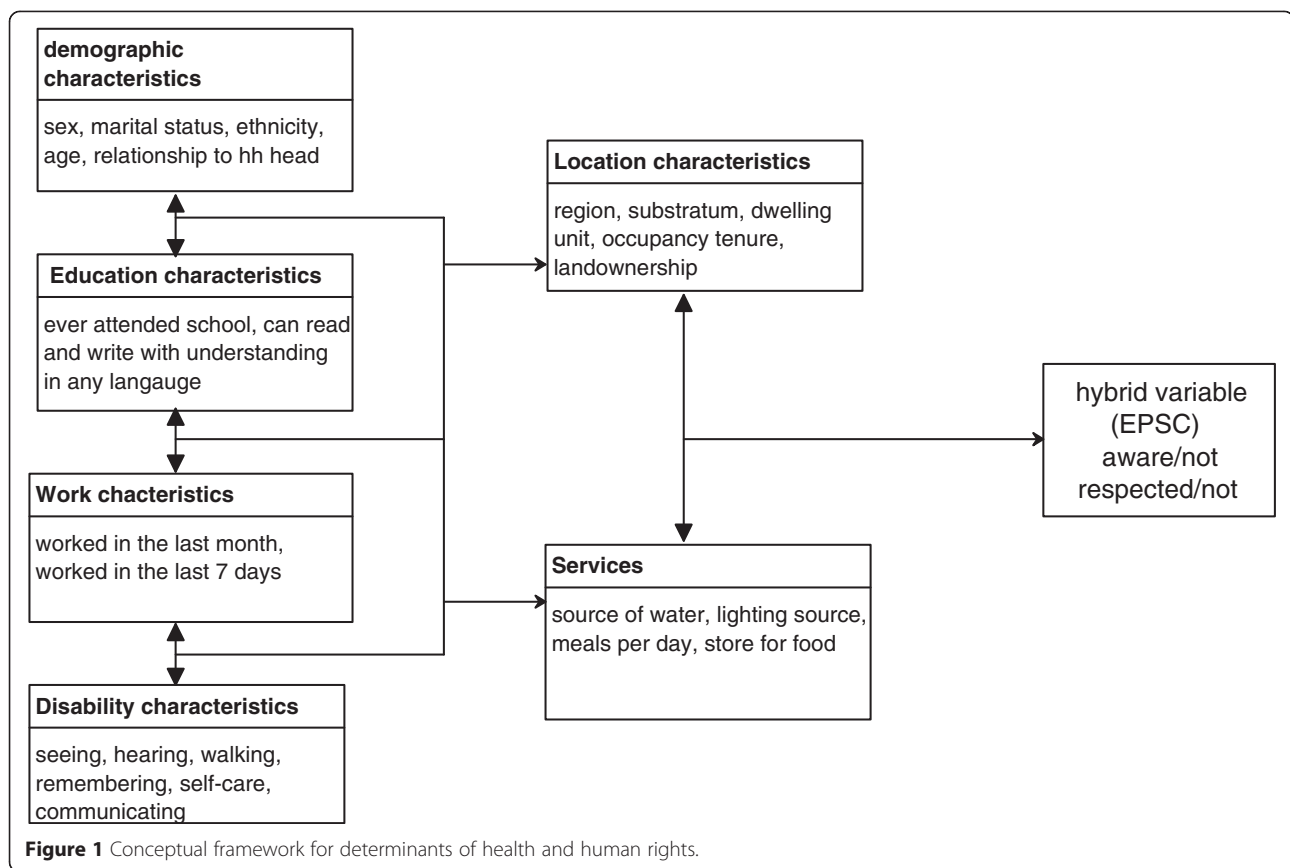 demographic
characteristics
sex, marital status, ethnicity,
age, relationship to hh head
Education characteristics
ever attended school, can read
and write with understanding
in any langauge
Work chacteristics
worked in the last month,
worked in the last 7 days
Disability characteristics
seeing, hearing, walking,
remembering, self-care,
communicating
Location characteristics
region, substratum, dwelling
unit, occupancy tenure,
landownership
Services
source of water, lighting source,
meals per day, store for food
hybrid variable
(EPSC)
aware/not
respected/not
Figure 1 Conceptual framework for determinants of health and human rights.